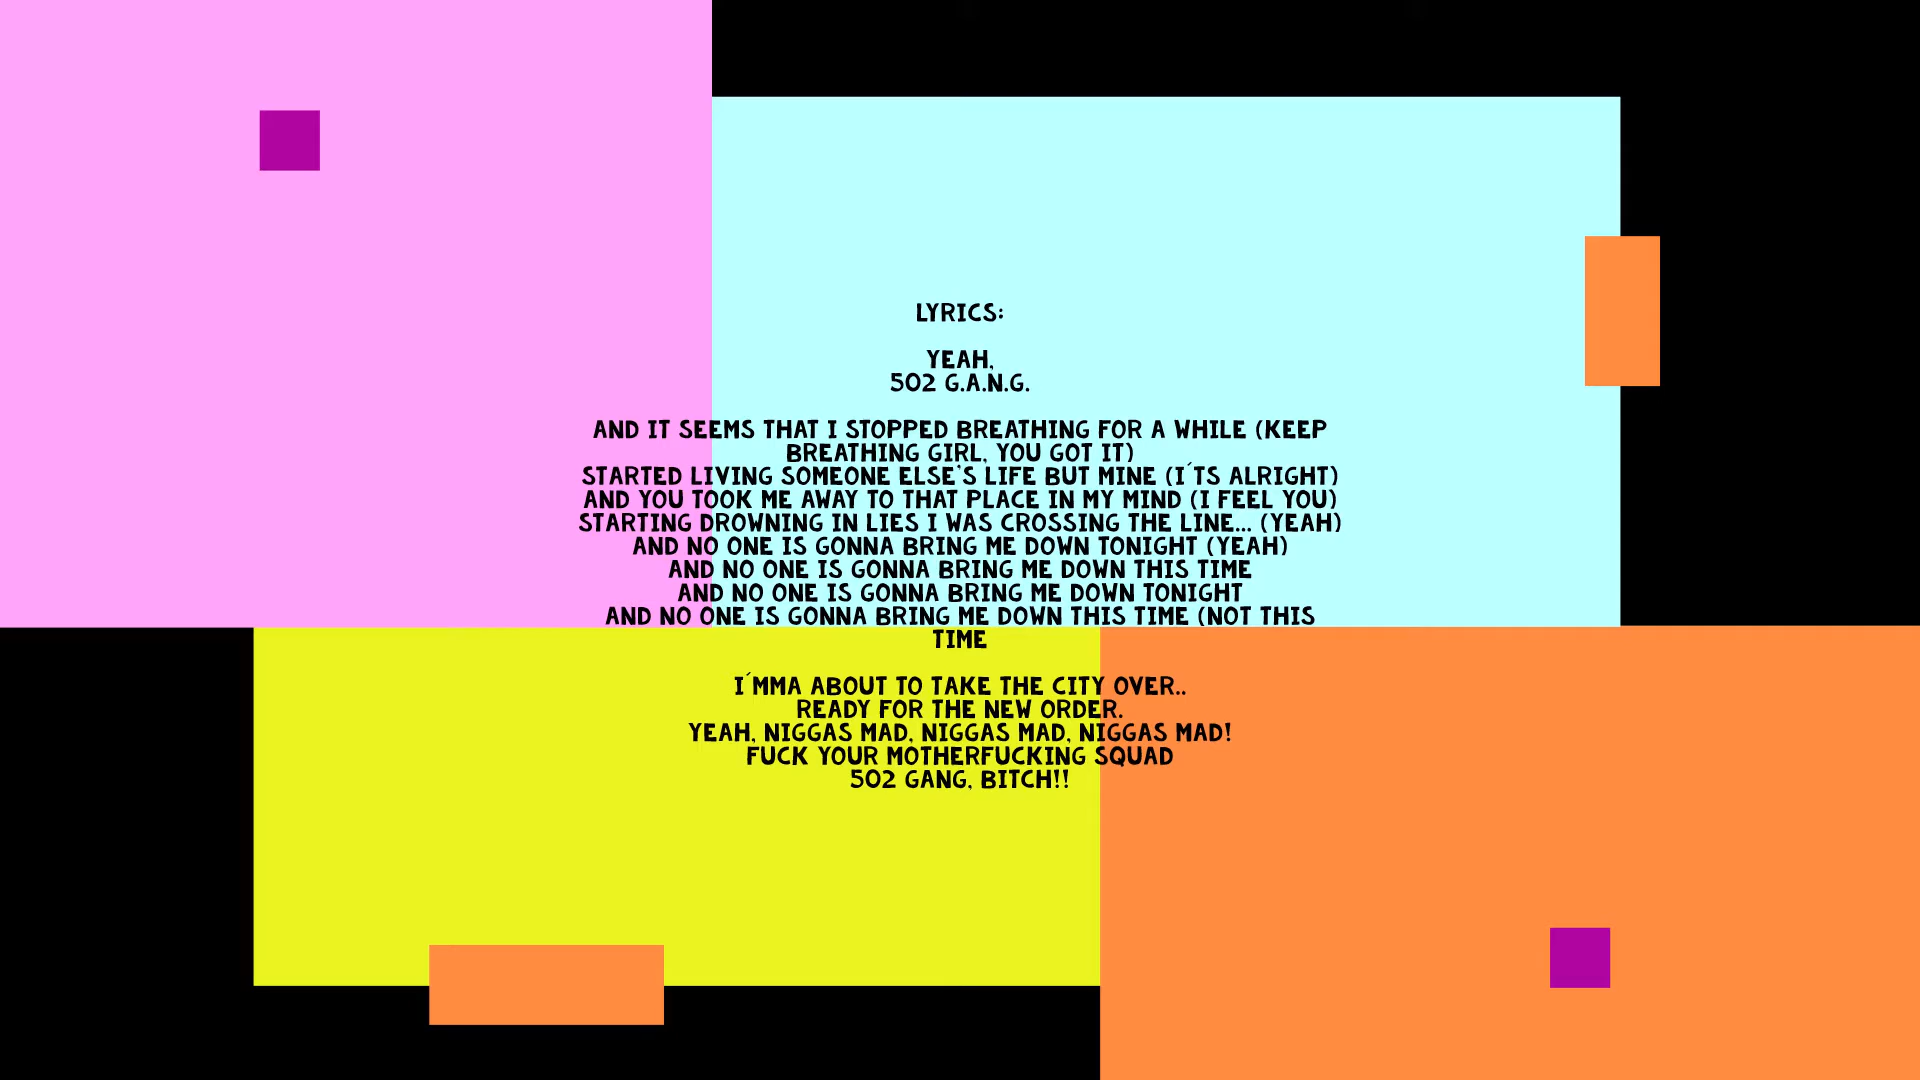 LYRICS:
YEAH,
502 G.A.N.G.
AND IT SEEMS THAT I STOPPED BREATHING FOR A WHILE (KEEP
BREATHING GIRL, YOU GOT IT)
STARTED LIVING SOMEONE ELSE'S LIFE BUT MINE (I´TS ALRIGHT)
AND YOU TOOK ME AWAY TO THAT PLACE IN MY MIND (I FEEL YOU)
STARTING DROWNING IN LIES I WAS CROSSING THE LINE... (YEAH)
AND NO ONE IS GONNA BRING ME DOWN TONIGHT (YEAH)
AND NO ONE IS GONNA BRING ME DOWN THIS TIME
AND NO ONE IS GONNA BRING ME DOWN TONIGHT
AND NO ONE IS GONNA BRING ME DOWN THIS TIME (NOT THIS
TIME
I´MMA ABOUT TO TAKE THE CITY OVER..
READY FOR THE NEW ORDER.
YEAH, NIGGAS MAD, NIGGAS MAD, NIGGAS MAD!
FUCK YOUR MOTHERFUCKING SQUAD
502 GANG, BITCH!!